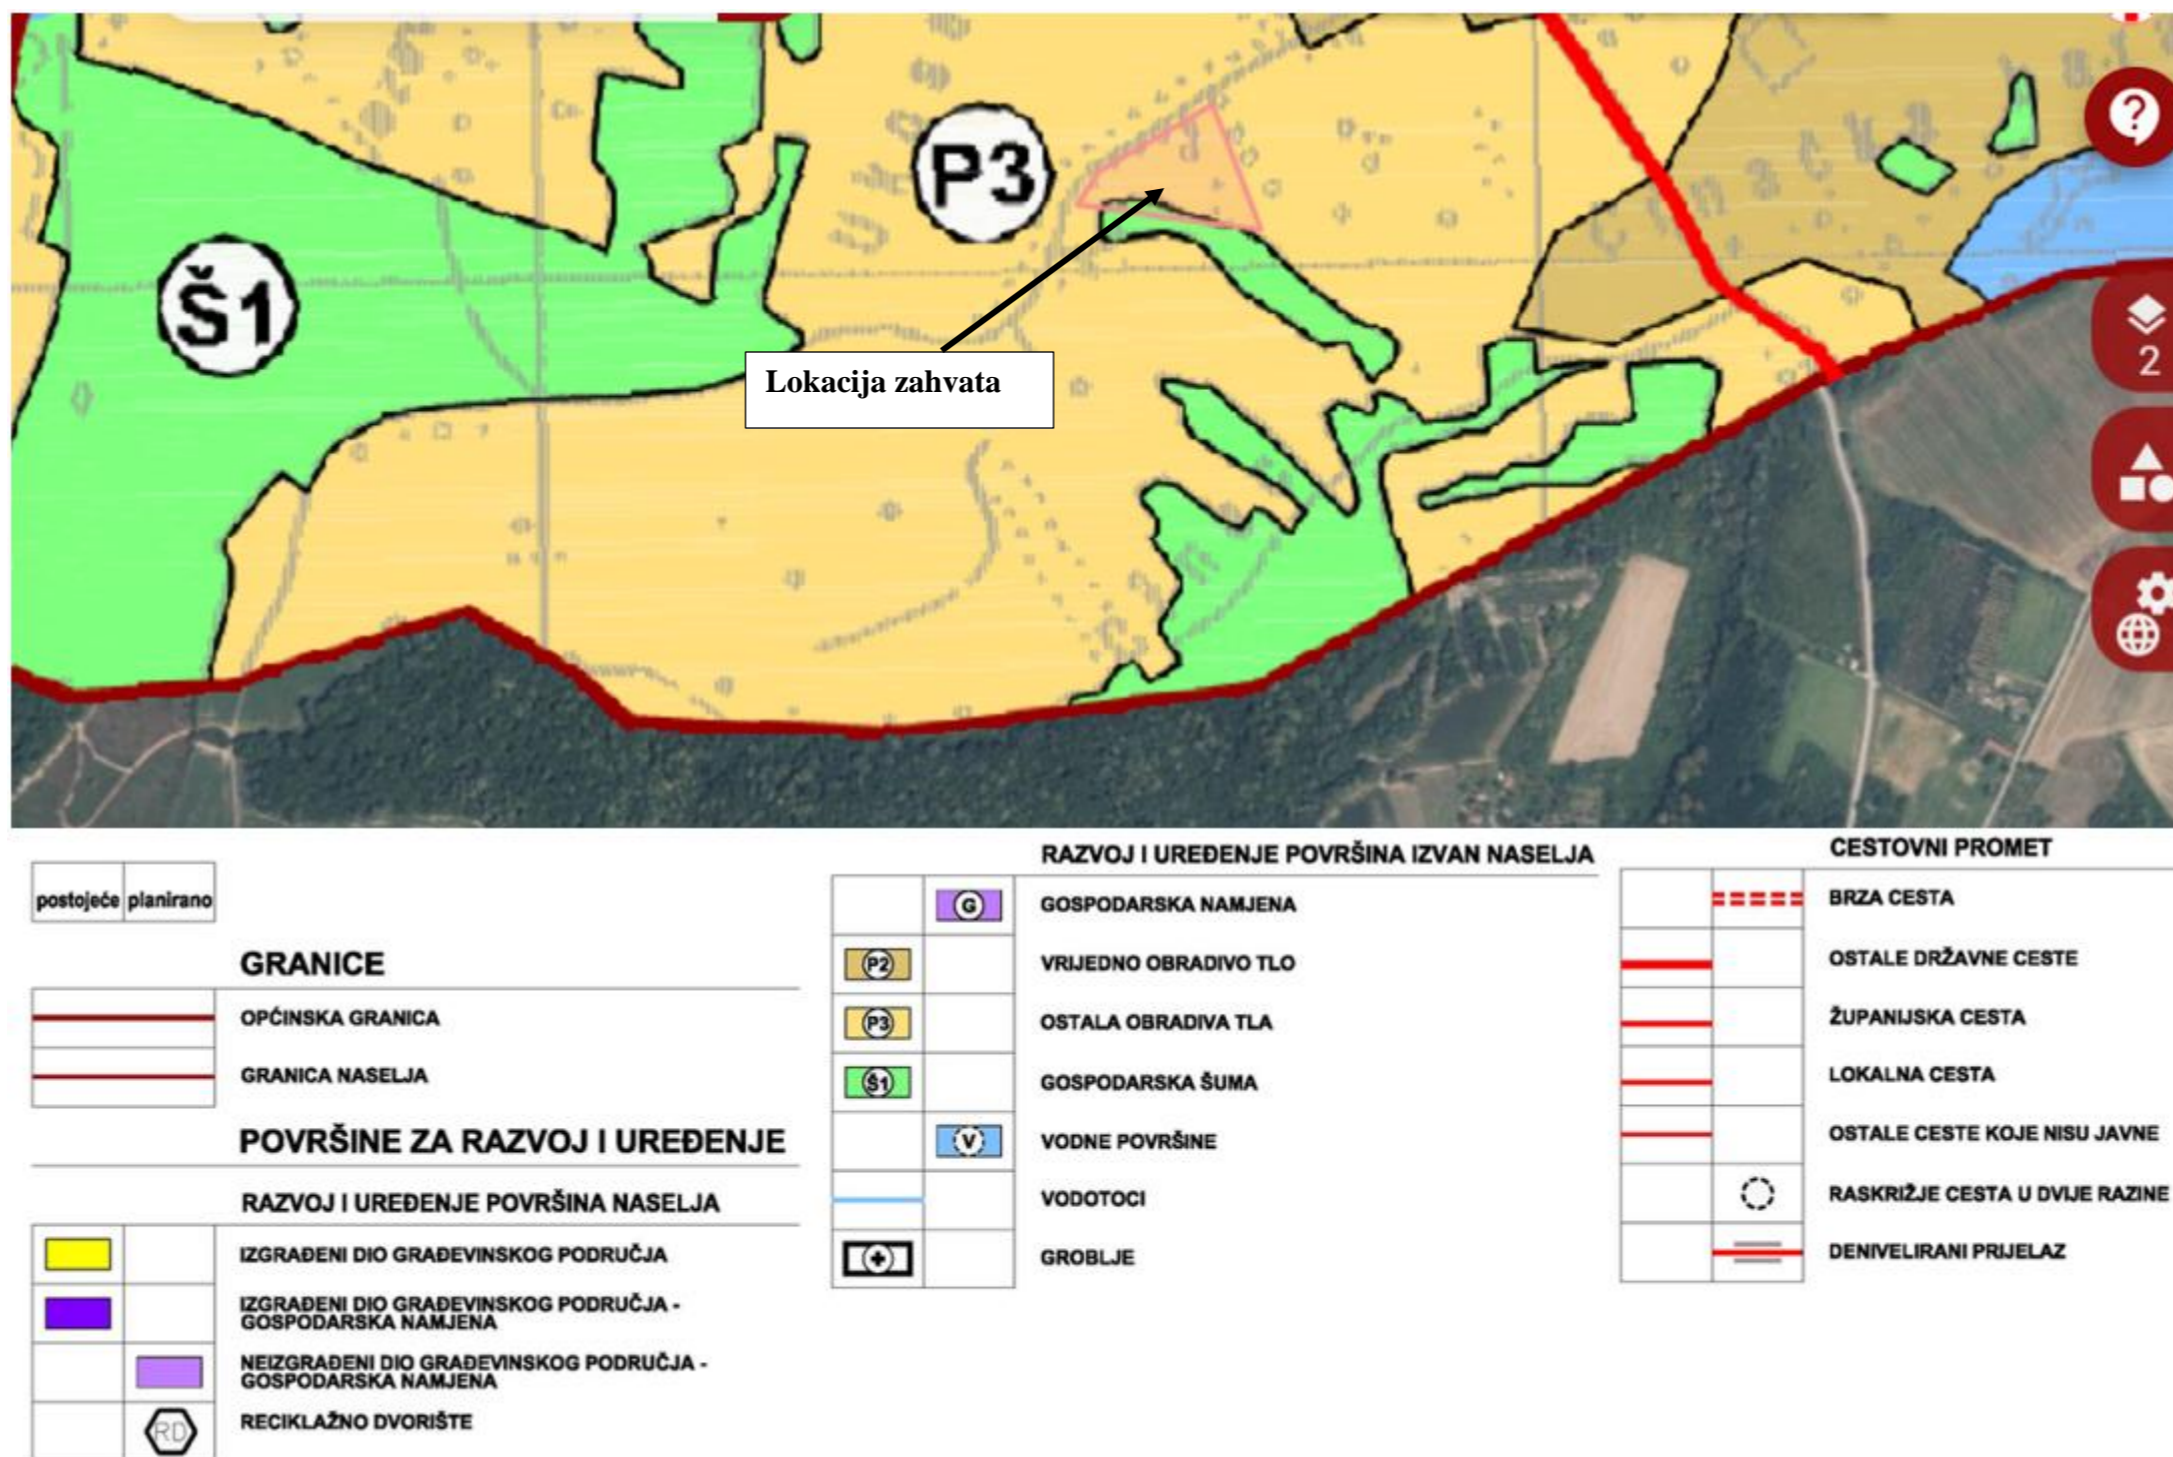 P3
Š1
Lokacija zahvata
?
2
postojeće planirano
GRANICE
OPĆINSKA GRANICA
GRANICA NASELJA
POVRŠINE ZA RAZVOJ I UREĐENJE
RAZVOJ I UREĐENJE POVRŠINA NASELJA
IZGRAĐENI DIO GRAĐEVINSKOG PODRUČJA
IZGRAĐENI DIO GRAĐEVINSKOG PODRUČJA -
GOSPODARSKA NAMJENA
NEIZGRAĐENI DIO GRAĐEVINSKOG PODRUČJA -
GOSPODARSKA NAMJENA
RD RECIKLAŽNO DVORIŠTE
RAZVOJ I UREĐENJE POVRŠINA IZVAN NASELJA
G GOSPODARSKA NAMJENA
P2 VRIJEDNO OBRADIVO TLO
P3 OSTALA OBRADIVA TLA
Š1 GOSPODARSKA ŠUMA
V VODNE POVRŠINE
VODOTOCI
GROBLJE
CESTOVNI PROMET
BRZA CESTA
OSTALE DRŽAVNE CESTE
ŽUPANIJSKA CESTA
LOKALNA CESTA
OSTALE CESTE KOJE NISU JAVNE
RASKRIŽJE CESTA U DVIJE RAZINE
DENIVELIRANI PRIJELAZ